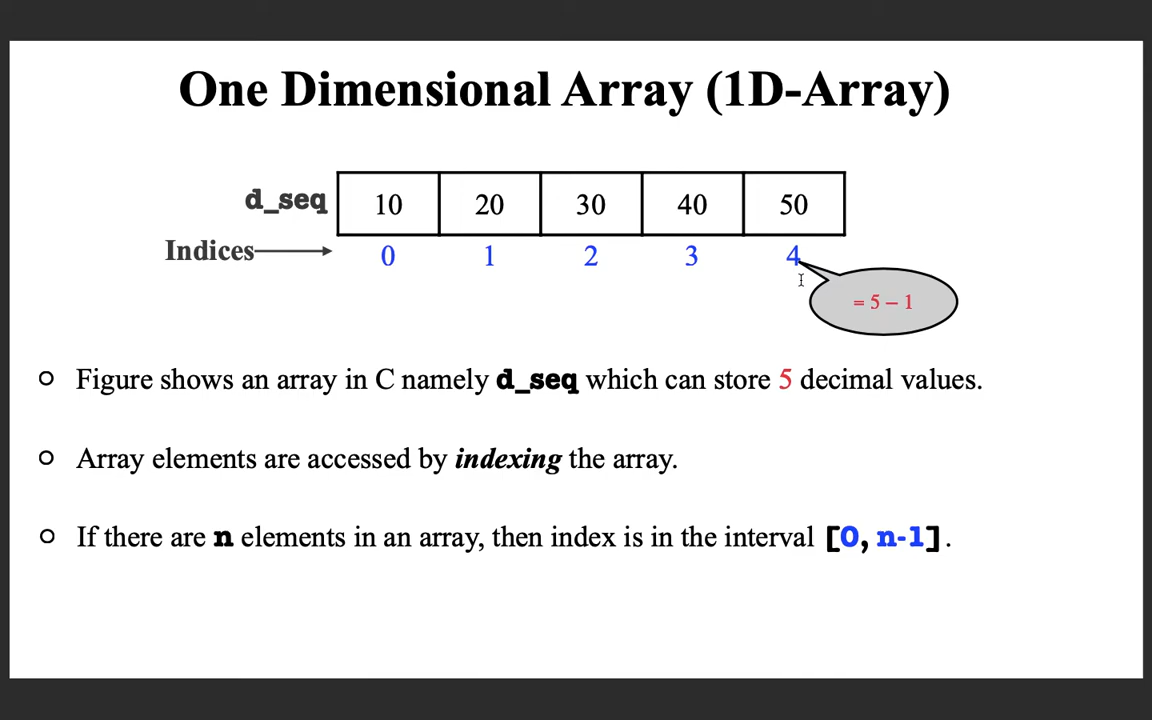 One Dimensional Array (1D-Array)
d_seq 10 20 30 40 50
Indices 0 1 2 3 4
= 5 – 1
Figure shows an array in C namely d_seq which can store 5 decimal values.
Array elements are accessed by indexing the array.
If there are n elements in an array, then index is in the interval [0, n-1].